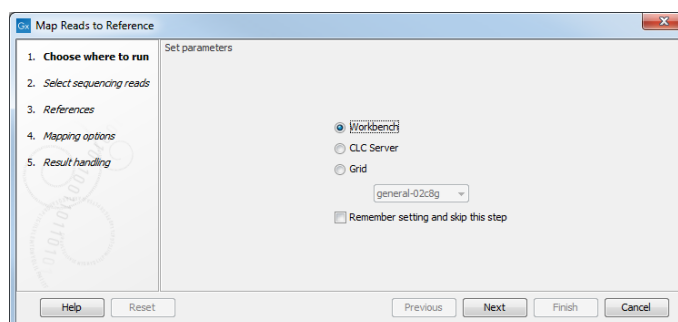 Gx Map Reads to Reference
Set parameters
1. Choose where to run
2. Select sequencing reads
3. References
4. Mapping options
5. Result handling
Workbench
CLC Server
Grid
general-02c8g
Remember setting and skip this step
Help Reset Previous Next Finish Cancel